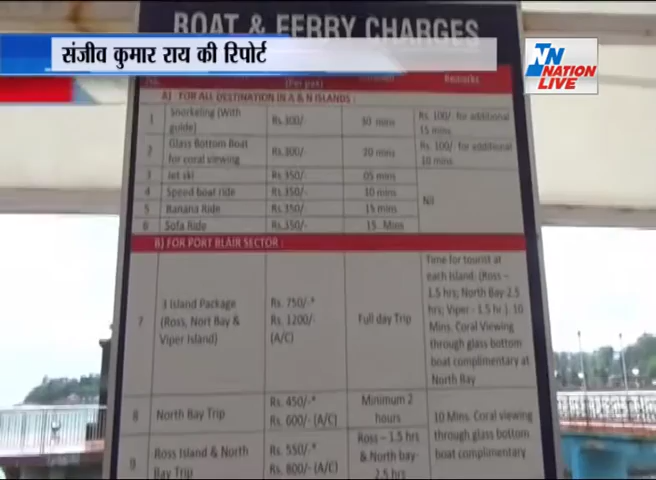 BOAT & FERRY CHARGES
संजीव कुमार राय की रिपोर्ट
NATION
LIVE
(Per pax) Remarks
A) : FOR ALL DESTINATION IN A & N ISLANDS :
1 Snorkeling (With guide) Rs.300/- 30 mins Rs. 100/- for additional 15 mins
2 Glass Bottom Boat for coral viewing Rs.300/- 20 mins Rs. 100/- for additional 10 mins
3 Jet ski Rs.350/- 05 mins Nil
4 Speed boat ride Rs.350/- 10 mins
5 Banana Ride Rs.350/- 15 mins
6 Sofa Ride Rs.350/- 15 Mins
B) FOR PORT BLAIR SECTOR :
7 3 Island Package (Ross, Nort Bay & Viper Island) Rs. 750/-* Rs. 1200/- (A/C) Full day Trip Time for tourist at each Island: (Ross - 1.5 hrs; North Bay 2.5 hrs; Viper - 1.5 hr). 10 Mins. Coral Viewing through glass bottom boat complimentary at North Bay
8 North Bay Trip Rs. 450/-* Rs. 600/- (A/C) Minimum 2 hours 10 Mins. Coral viewing through glass bottom boat complimentary
9 Ross Island & North Bay Trip Rs. 550/-* Rs. 800/- (A/C) Ross - 1.5 hrs & North bay- 2.5 hrs